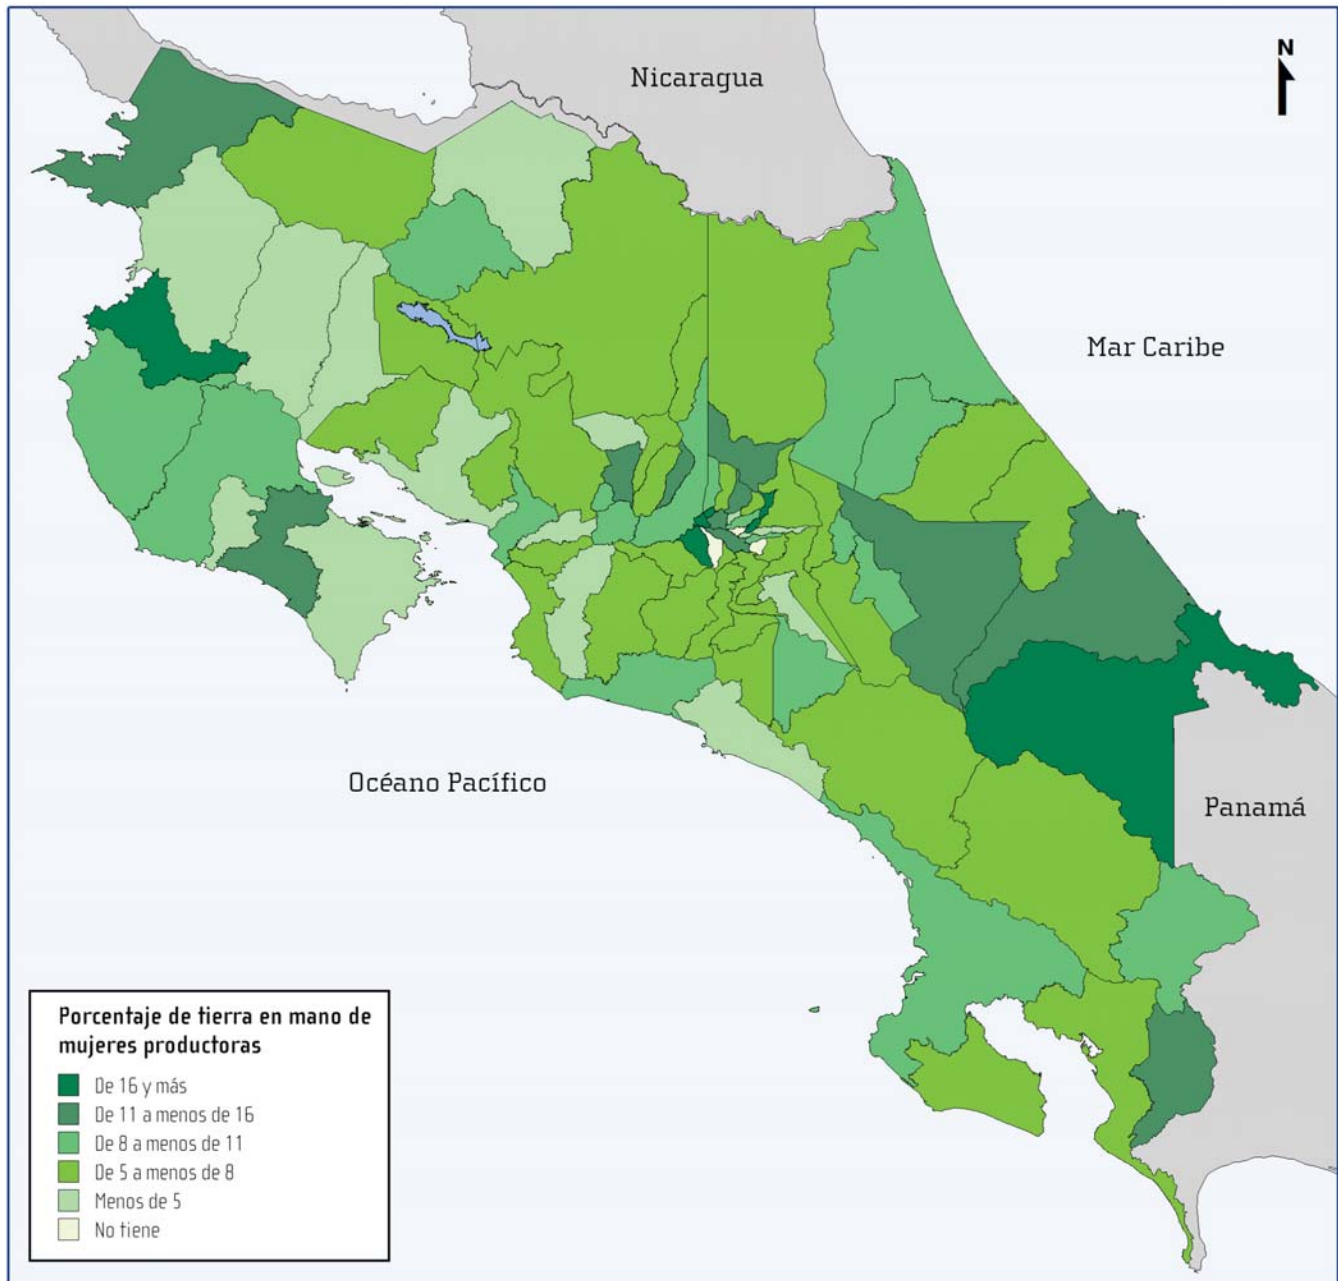 N
Nicaragua
Mar Caribe
Océano Pacífico
Panamá
Porcentaje de tierra en mano de
mujeres productoras
De 16 y más
De 11 a menos de 16
De 8 a menos de 11
De 5 a menos de 8
Menos de 5
No tiene